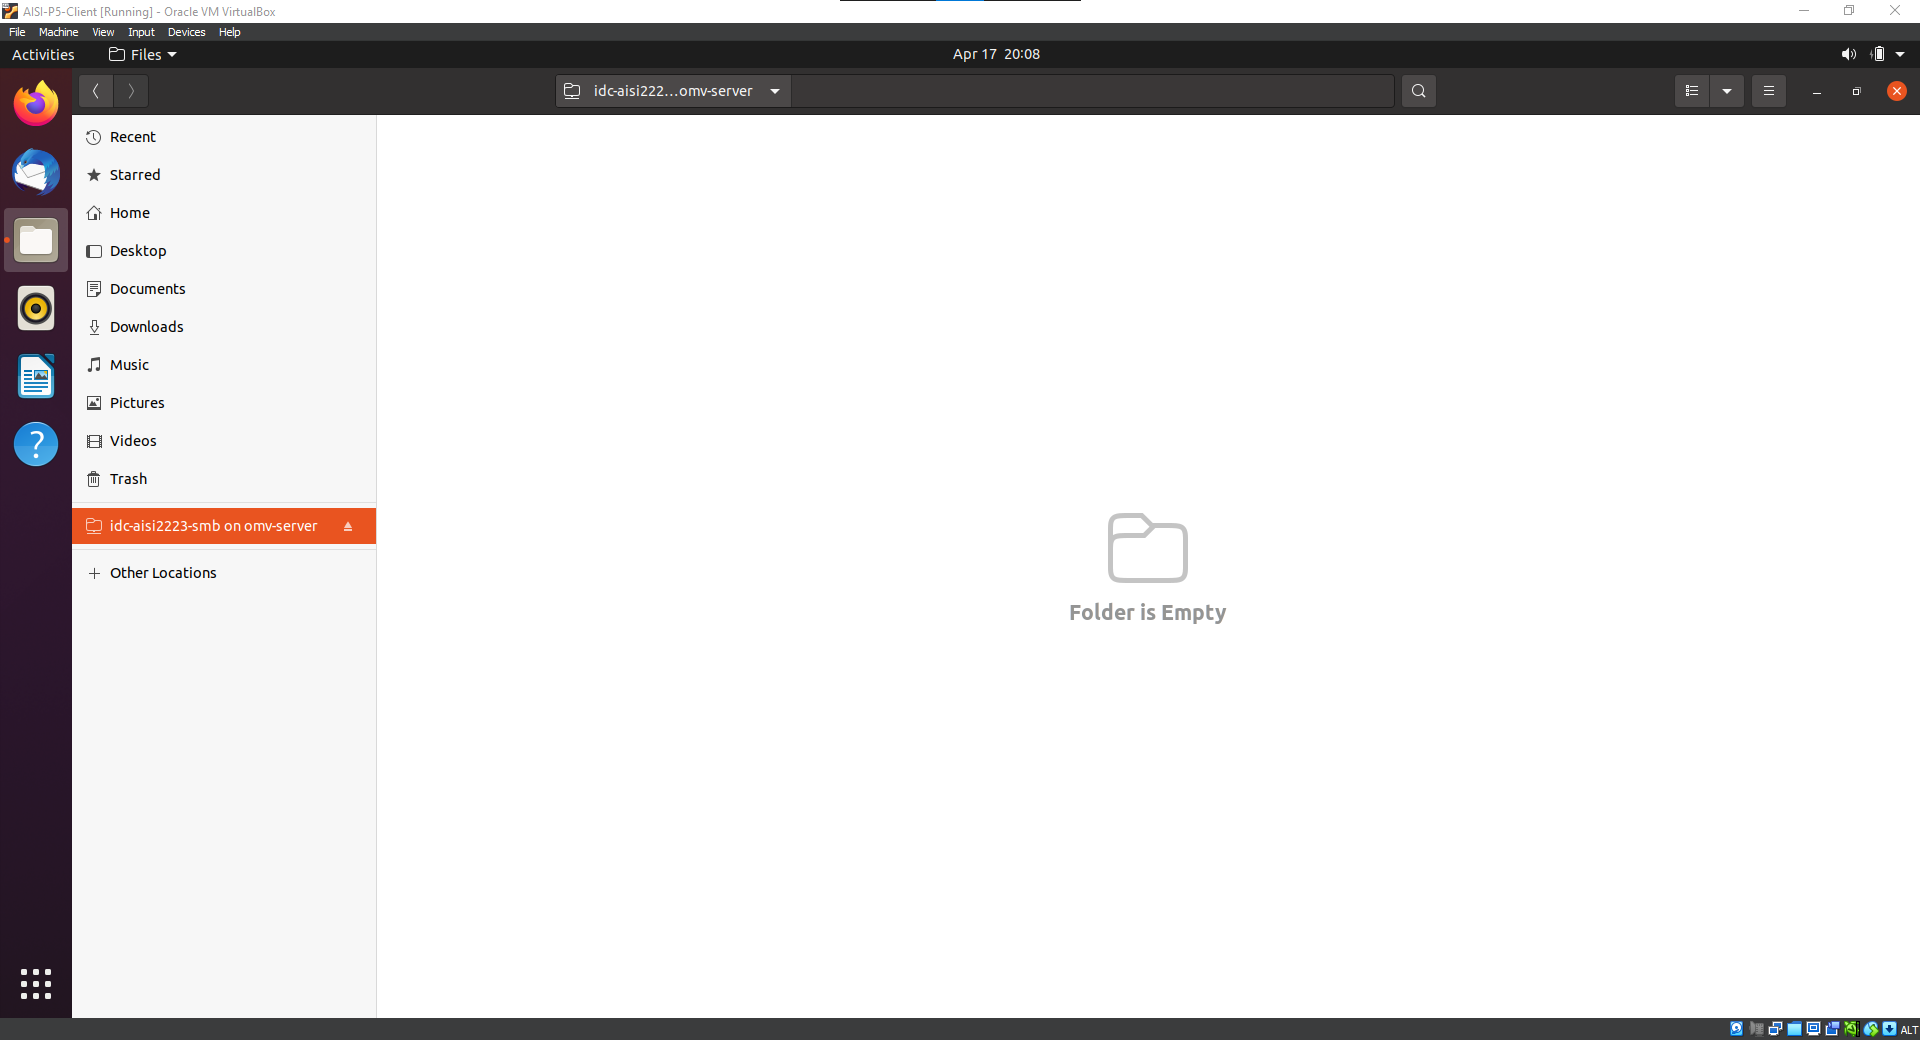 AISI-P5-Client [Running] - Oracle VM VirtualBox
File Machine View Input Devices Help
Activities Files Apr 17 20:08
idc-aisi222...omv-server
Recent
Starred
Home
Desktop
Documents
Downloads
Music
Pictures
Videos
Trash
idc-aisi2223-smb on omv-server
Other Locations
Folder is Empty
ALT